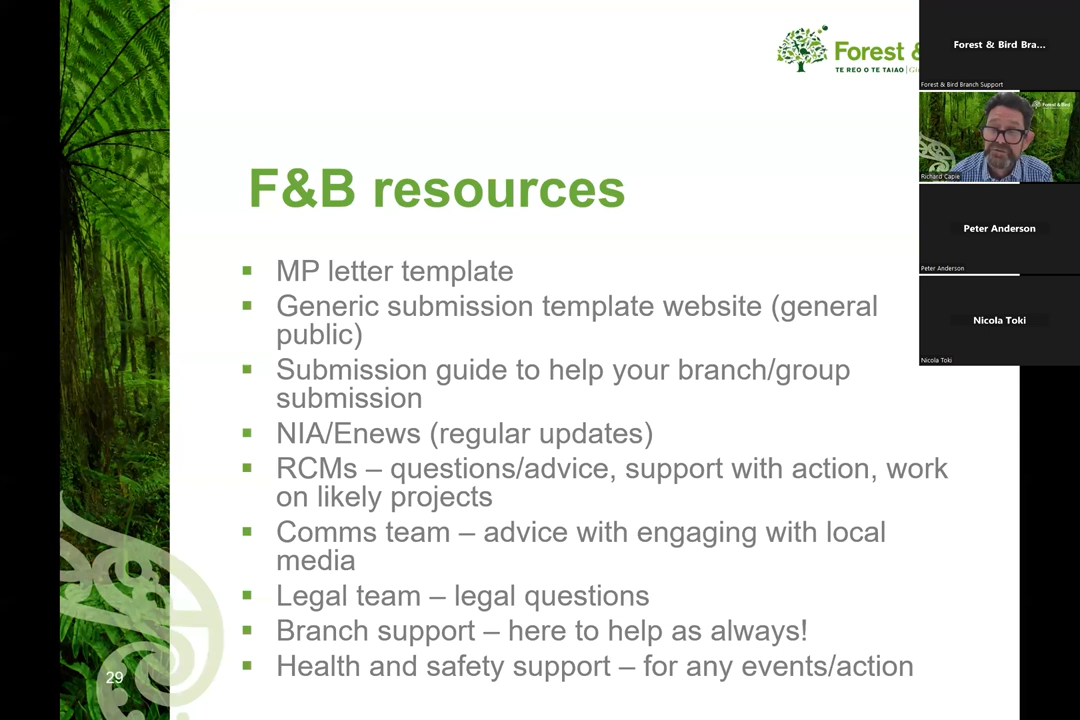 Forest &
TE REO O TE TAIAO |
F&B resources
MP letter template
Generic submission template website (general
public)
Submission guide to help your branch/group
submission
NIA/Enews (regular updates)
RCMs – questions/advice, support with action, work
on likely projects
Comms team – advice with engaging with local
media
Legal team – legal questions
Branch support – here to help as always!
Health and safety support – for any events/action
29
Forest & Bird Bra...
Forest & Bird Branch Support
Forest & Bird
Richard Capie
Peter Anderson
Peter Anderson
Nicola Toki
Nicola Toki